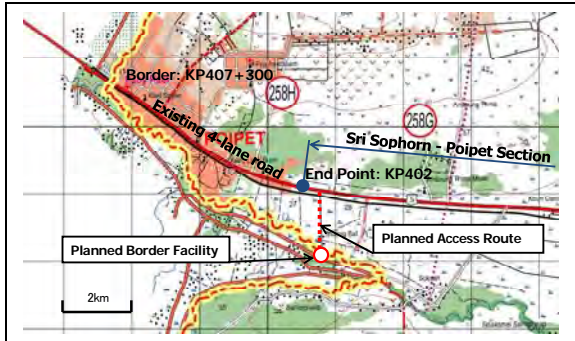 Border: KP407+300
258H
Existing 4-lane road
POIPET
258G
Sri Sophorn - Poipet Section
End Point: KP402
5
Planned Border Facility
Planned Access Route
2km